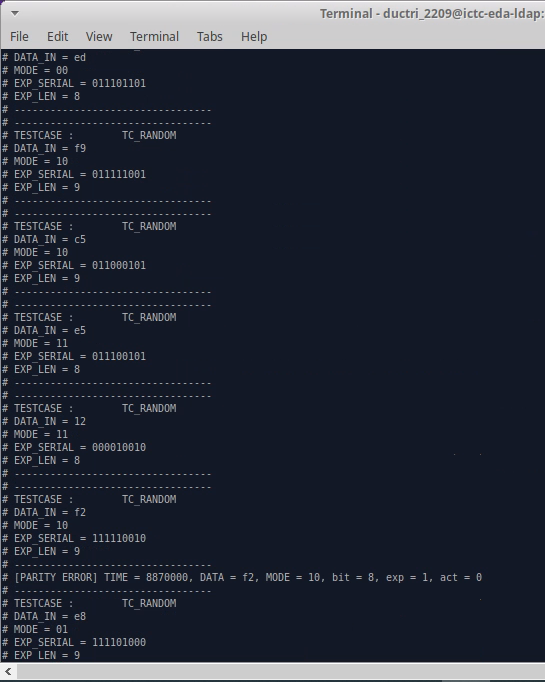 Terminal - ductri_2209@ictc-eda-ldap:
File Edit View Terminal Tabs Help
# DATA_IN = ed
# MODE = 00
# EXP_SERIAL = 011101101
# EXP_LEN = 8
# ---------------------------------
# ---------------------------------
# TESTCASE :        TC_RANDOM
# DATA_IN = f9
# MODE = 10
# EXP_SERIAL = 011111001
# EXP_LEN = 9
# ---------------------------------
# ---------------------------------
# TESTCASE :        TC_RANDOM
# DATA_IN = c5
# MODE = 10
# EXP_SERIAL = 011000101
# EXP_LEN = 9
# ---------------------------------
# ---------------------------------
# TESTCASE :        TC_RANDOM
# DATA_IN = e5
# MODE = 11
# EXP_SERIAL = 011100101
# EXP_LEN = 8
# ---------------------------------
# ---------------------------------
# TESTCASE :        TC_RANDOM
# DATA_IN = 12
# MODE = 11
# EXP_SERIAL = 000010010
# EXP_LEN = 8
# ---------------------------------
# ---------------------------------
# TESTCASE :        TC_RANDOM
# DATA_IN = f2
# MODE = 10
# EXP_SERIAL = 111110010
# EXP_LEN = 9
# ---------------------------------
# [PARITY ERROR] TIME = 8870000, DATA = f2, MODE = 10, bit = 8, exp = 1, act = 0
# ---------------------------------
# TESTCASE :        TC_RANDOM
# DATA_IN = e8
# MODE = 01
# EXP_SERIAL = 111101000
# EXP_LEN = 9